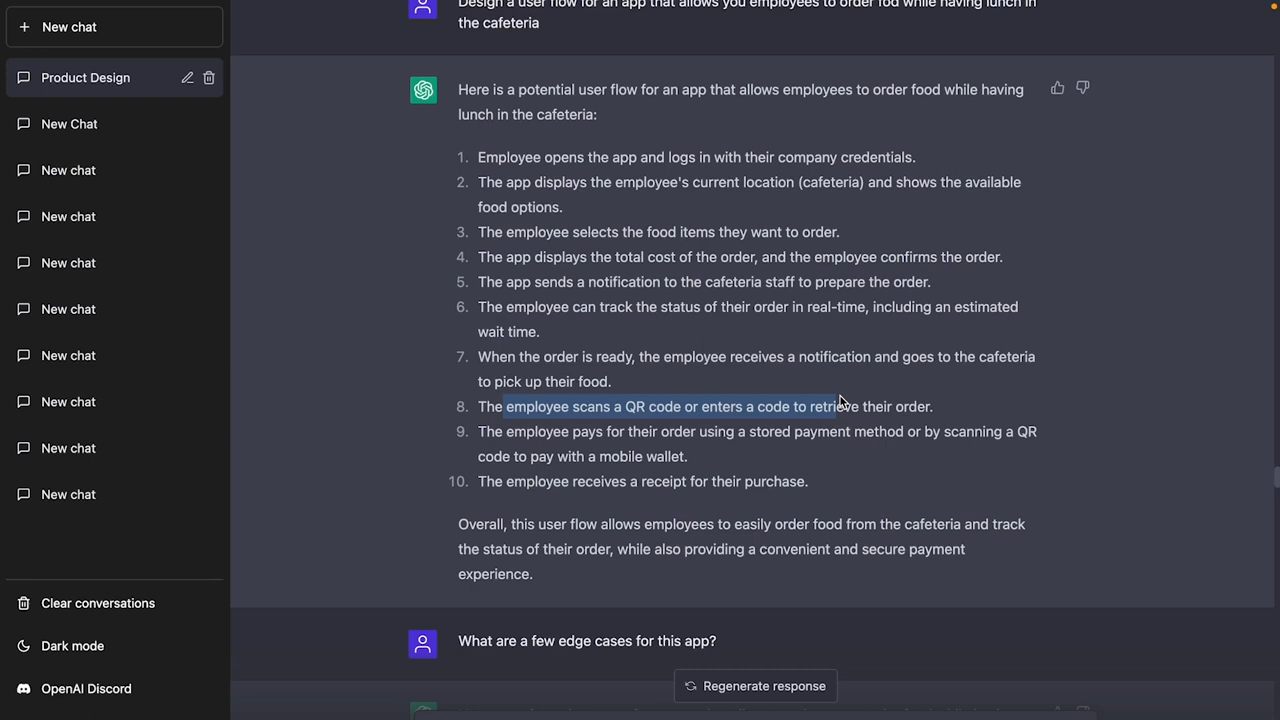 New chat
Product Design
New Chat
New chat
New chat
New chat
New chat
New chat
New chat
New chat
New chat
Clear conversations
Dark mode
OpenAI Discord
Design a user flow for an app that allows you employees to order fod while having lunch in
the cafeteria
Here is a potential user flow for an app that allows employees to order food while having
lunch in the cafeteria:
1. Employee opens the app and logs in with their company credentials.
2. The app displays the employee's current location (cafeteria) and shows the available
food options.
3. The employee selects the food items they want to order.
4. The app displays the total cost of the order, and the employee confirms the order.
5. The app sends a notification to the cafeteria staff to prepare the order.
6. The employee can track the status of their order in real-time, including an estimated
wait time.
7. When the order is ready, the employee receives a notification and goes to the cafeteria
to pick up their food.
8. The employee scans a QR code or enters a code to retrieve their order.
9. The employee pays for their order using a stored payment method or by scanning a QR
code to pay with a mobile wallet.
10. The employee receives a receipt for their purchase.
Overall, this user flow allows employees to easily order food from the cafeteria and track
the status of their order, while also providing a convenient and secure payment
experience.
What are a few edge cases for this app?
Regenerate response